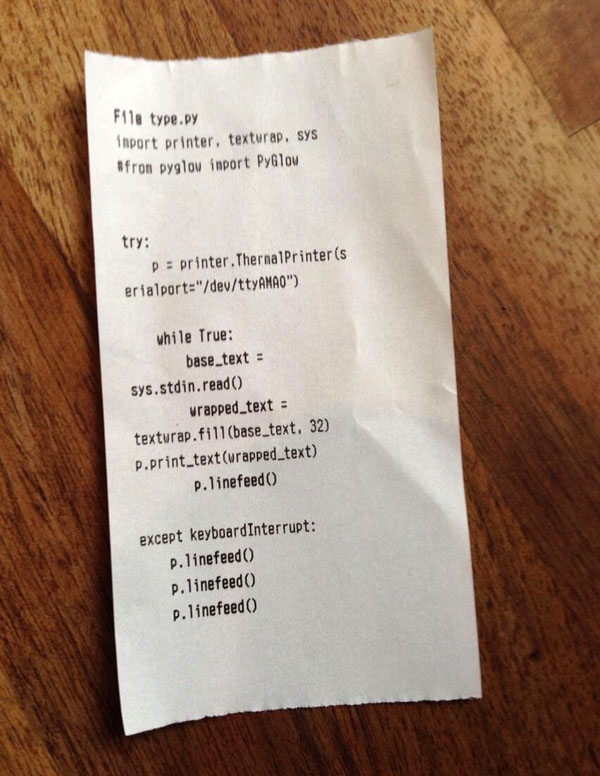 File type.py
import printer, textwrap, sys
#from pyglow import PyGlow
try:
p = printer.ThermalPrinter(s
erialport="/dev/ttyAMA0")
while True:
base_text =
sys.stdin.read()
wrapped_text =
textwrap.fill(base_text, 32)
p.print_text(wrapped_text)
p.linefeed()
except keyboardInterrupt:
p.linefeed()
p.linefeed()
p.linefeed()